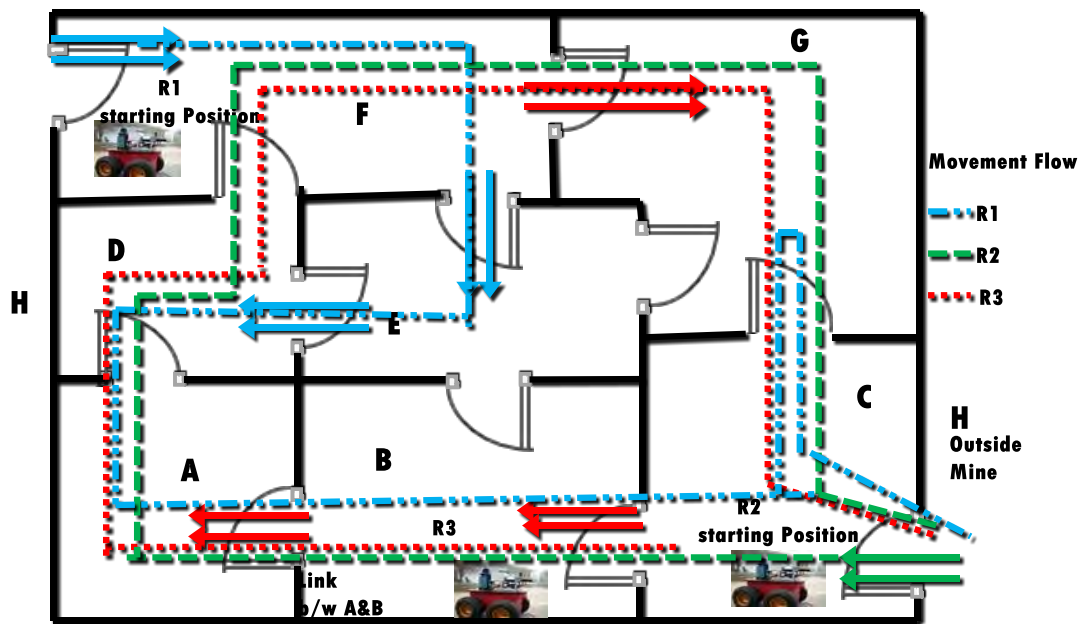 G
R1
starting Position
F
Movement Flow
R1
R2
R3
D
H
E
C
H
Outside
Mine
A
B
R3
R2
starting Position
Link
b/w A&B